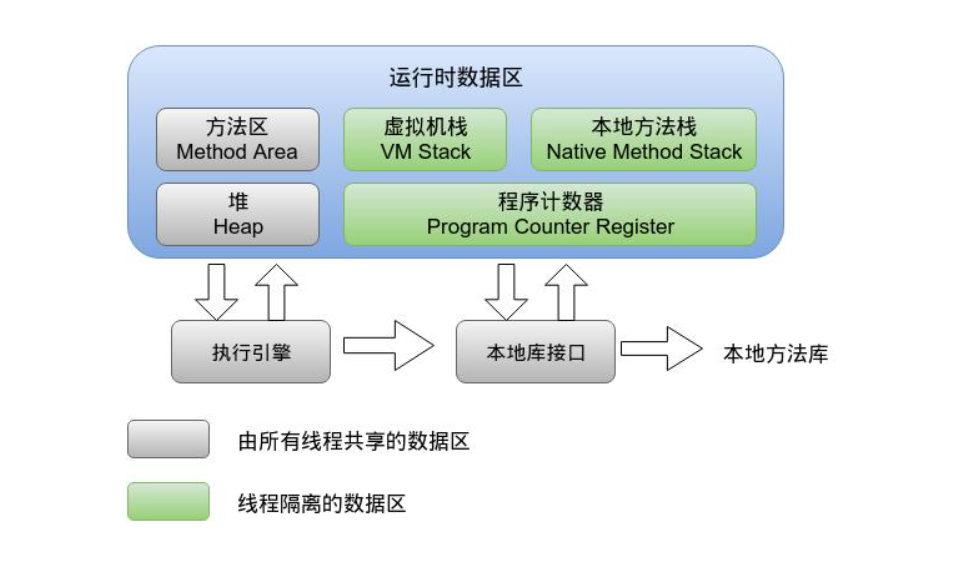 运行时数据区
方法区
Method Area
虚拟机栈
VM Stack
本地方法栈
Native Method Stack
堆
Heap
程序计数器
Program Counter Register
执行引擎
本地库接口
本地方法库
由所有线程共享的数据区
线程隔离的数据区